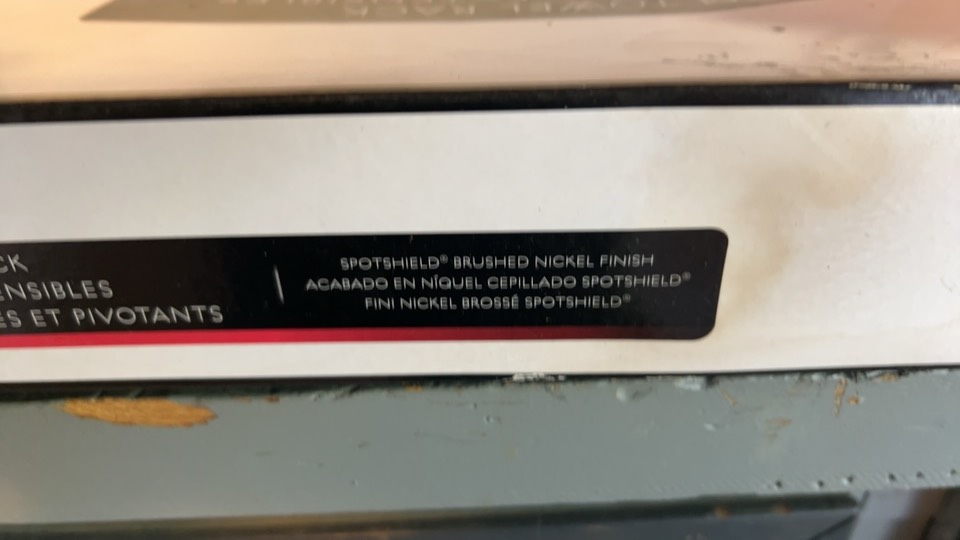 CK
ENSIBLES
ES ET PIVOTANTS
SPOTSHIELD® BRUSHED NICKEL FINISH
ACABADO EN NÍQUEL CEPILLADO SPOTSHIELD®
FINI NICKEL BROSSÉ SPOTSHIELD®